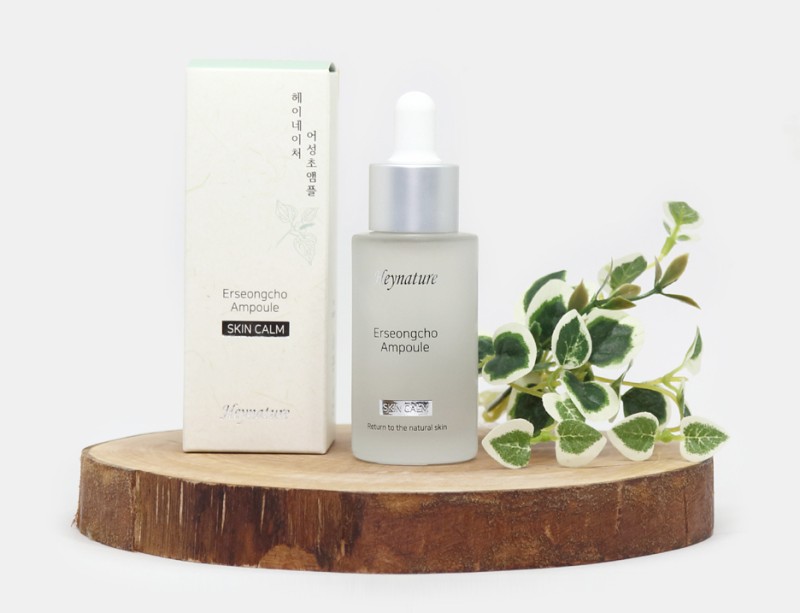 헤이네이처
어성초앰플
Erseongcho
Ampoule
SKIN CALM
Heynature
Heynature
Erseongcho
Ampoule
SKIN CALM
Return to the natural skin